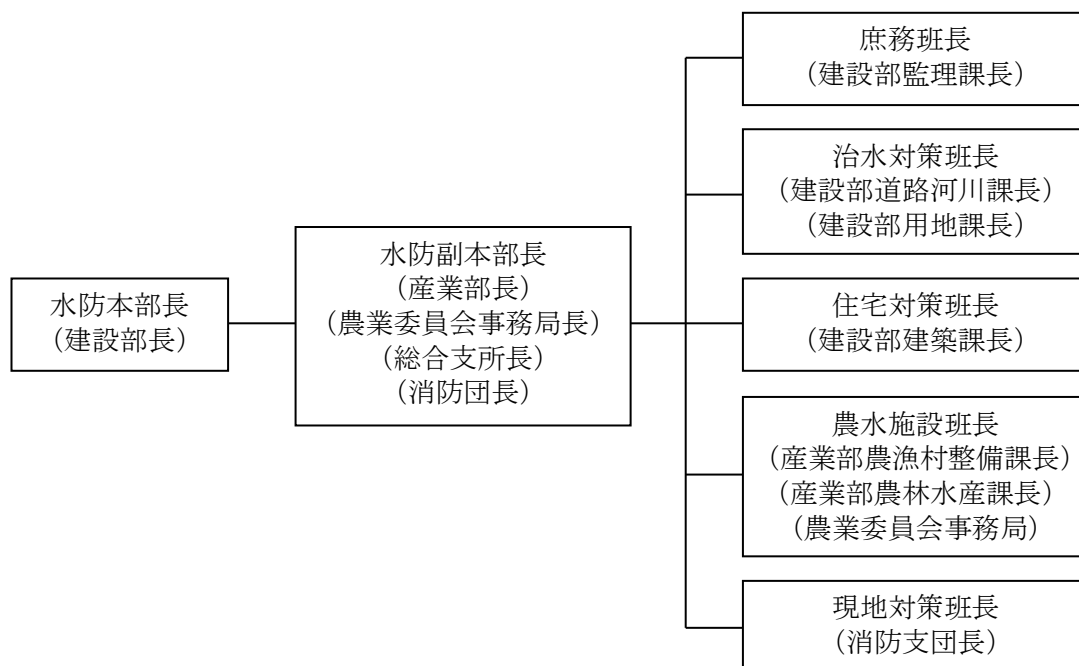 水防本部長
（建設部長）
水防副本部長
（産業部長）
（農業委員会事務局長）
（総合支所長）
（消防団長）
庶務班長
（建設部監理課長）
治水対策班長
（建設部道路河川課長）
（建設部用地課長）
住宅対策班長
（建設部建築課長）
農水施設班長
（産業部農漁村整備課長）
（産業部農林水産課長）
（農業委員会事務局）
現地対策班長
（消防支団長）